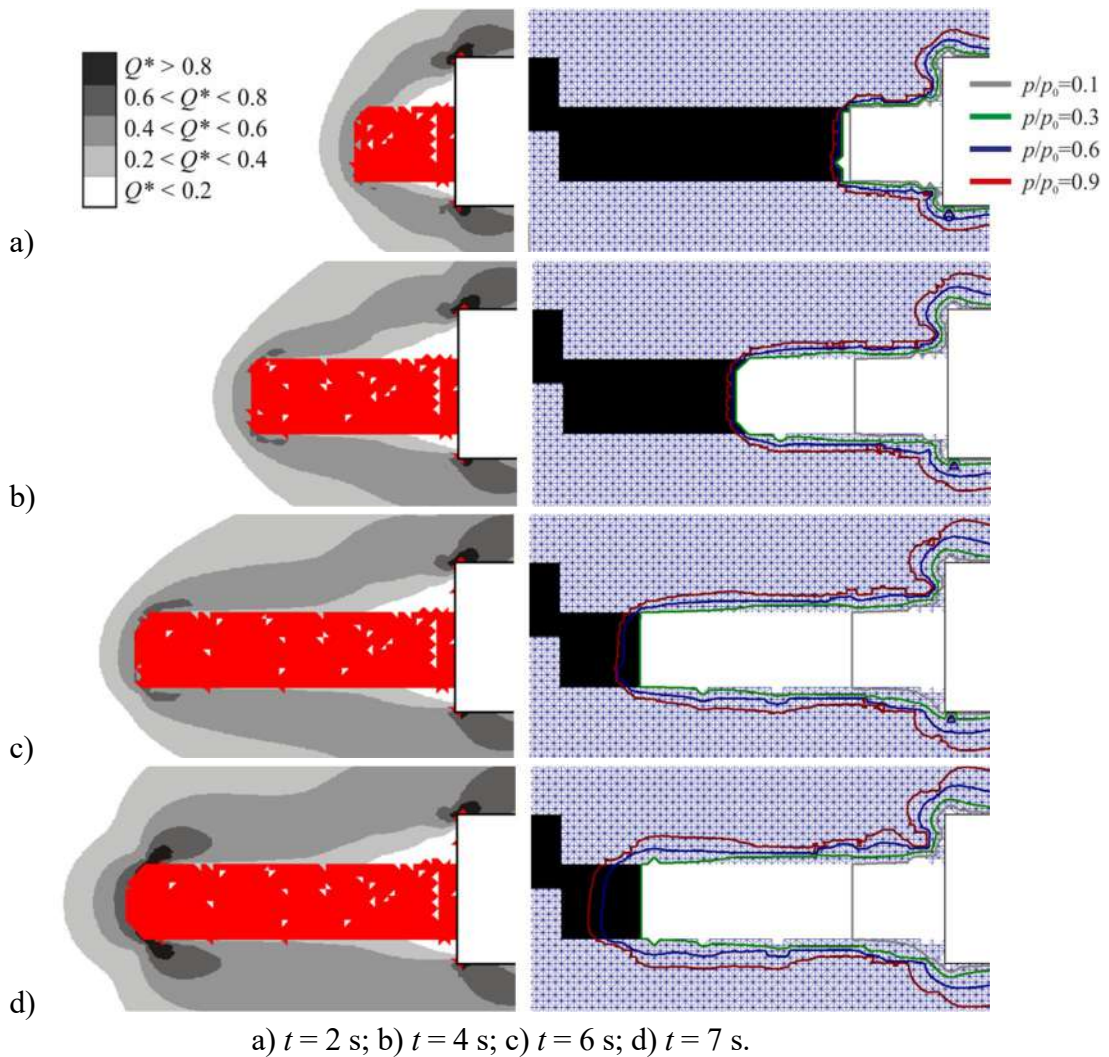 Q* > 0.8
0.6 < Q* < 0.8
0.4 < Q* < 0.6
0.2 < Q* < 0.4
Q* < 0.2
p/p₀=0.1
p/p₀=0.3
p/p₀=0.6
p/p₀=0.9
a)
b)
c)
d)
a) t = 2 s; b) t = 4 s; c) t = 6 s; d) t = 7 s.